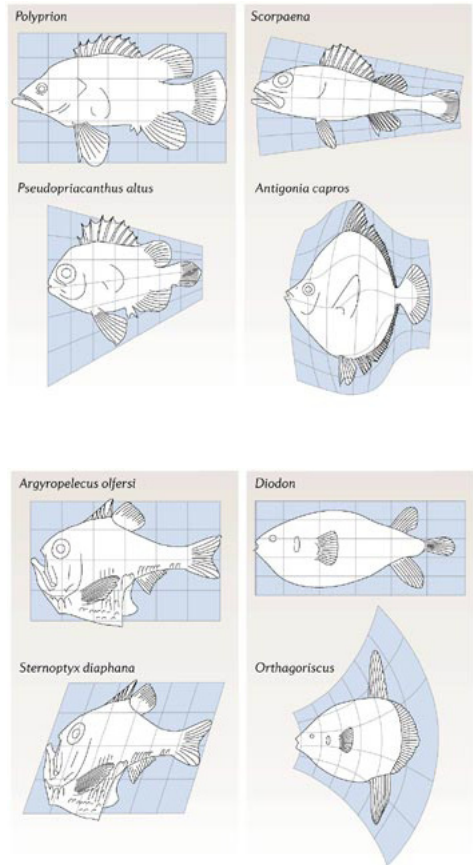 Polyprion
Scorpaena
Pseudopriacanthus altus
Antigonia capros
Argyropelecus olfersi
Diodon
Sternoptyx diaphana
Orthagoriscus